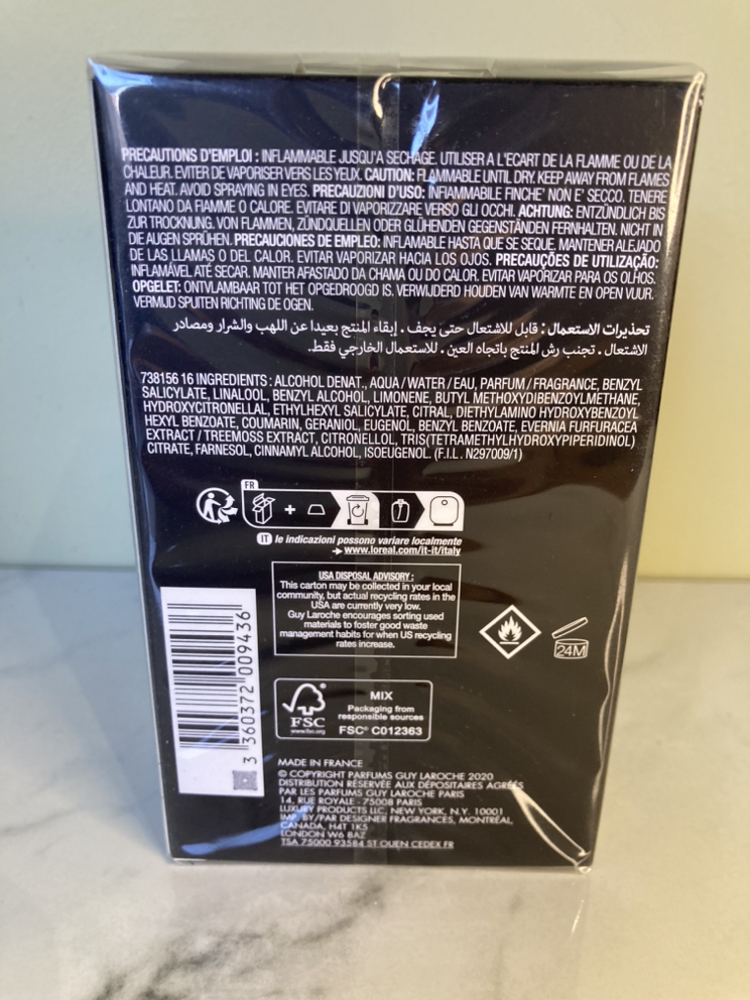 PRECAUTIONS D'EMPLOI : INFLAMMABLE JUSQU'A SECHAGE. UTILISER A L'ECART DE LA FLAMME OU DE LA
CHALEUR. EVITER DE VAPORISER VERS LES YEUX. CAUTION: FLAMMABLE UNTIL DRY. KEEP AWAY FROM FLAMES
AND HEAT. AVOID SPRAYING IN EYES. PRECAUZIONI D'USO: INFIAMMABILE FINCHE' NON E' SECCO. TENERE
LONTANO DA FIAMME O CALORE. EVITARE DI VAPORIZZARE VERSO GLI OCCHI. ACHTUNG: ENTZÜNDLICH BIS
ZUR TROCKNUNG. VON FLAMMEN, ZÜNDQUELLEN ODER GLÜHENDEN GEGENSTÄNDEN FERNHALTEN. NICHT IN
DIE AUGEN SPRÜHEN. PRECAUCIONES DE EMPLEO: INFLAMABLE HASTA QUE SE SEQUE. MANTENER ALEJADO
DE LAS LLAMAS O DEL CALOR. EVITAR VAPORIZAR HACIA LOS OJOS. PRECAUÇÕES DE UTILIZAÇÃO:
INFLAMÁVEL ATÉ SECAR. MANTER AFASTADO DA CHAMA OU DO CALOR. EVITAR VAPORIZAR PARA OS OLHOS.
OPGELET: ONTVLAMBAAR TOT HET OPGEDROOGD IS. VERWIJDERD HOUDEN VAN WARMTE EN OPEN VUUR.
VERMIJD SPUITEN RICHTING DE OGEN.
تحذيرات الاستعمال : قابل للاشتعال حتى يجف . إبقاء المنتج بعيدا عن اللهب والشرار ومصادر
الاشتعال . تجنب رش المنتج باتجاه العين . للاستعمال الخارجي فقط.
738156 16 INGREDIENTS : ALCOHOL DENAT., AQUA / WATER / EAU, PARFUM / FRAGRANCE, BENZYL
SALICYLATE, LINALOOL, BENZYL ALCOHOL, LIMONENE, BUTYL METHOXYDIBENZOYLMETHANE,
HYDROXYCITRONELLAL, ETHYLHEXYL SALICYLATE, CITRAL, DIETHYLAMINO HYDROXYBENZOYL
HEXYL BENZOATE, COUMARIN, GERANIOL, EUGENOL, BENZYL BENZOATE, EVERNIA FURFURACEA
EXTRACT / TREEMOSS EXTRACT, CITRONELLOL, TRIS(TETRAMETHYLHYDROXYPIPERIDINOL)
CITRATE, FARNESOL, CINNAMYL ALCOHOL, ISOEUGENOL. (F.I.L. N297009/1)
FR
+
IT le indicazioni possono variare localmente
www.loreal.com/it-it/italy
USA DISPOSAL ADVISORY :
This carton may be collected in your local
community, but actual recycling rates in the
USA are currently very low.
Guy Laroche encourages sorting used
materials to foster good waste
management habits for when US recycling
rates increase.
24M
3 360372 009436
FSC
www.fsc.org
MIX
Packaging from
responsible sources
FSC® C012363
MADE IN FRANCE
© COPYRIGHT PARFUMS GUY LAROCHE 2020
DISTRIBUTION RÉSERVÉE AUX DÉPOSITAIRES AGRÉÉS
PAR LES PARFUMS GUY LAROCHE PARIS
14, RUE ROYALE - 75008 PARIS
LUXURY PRODUCTS LLC, NEW YORK, N.Y. 10001
IMP. BY/PAR DESIGNER FRAGRANCES, MONTRÉAL,
CANADA, H4T 1K5
LONDON W6 8AZ
TSA 75000 93584 ST OUEN CEDEX FR